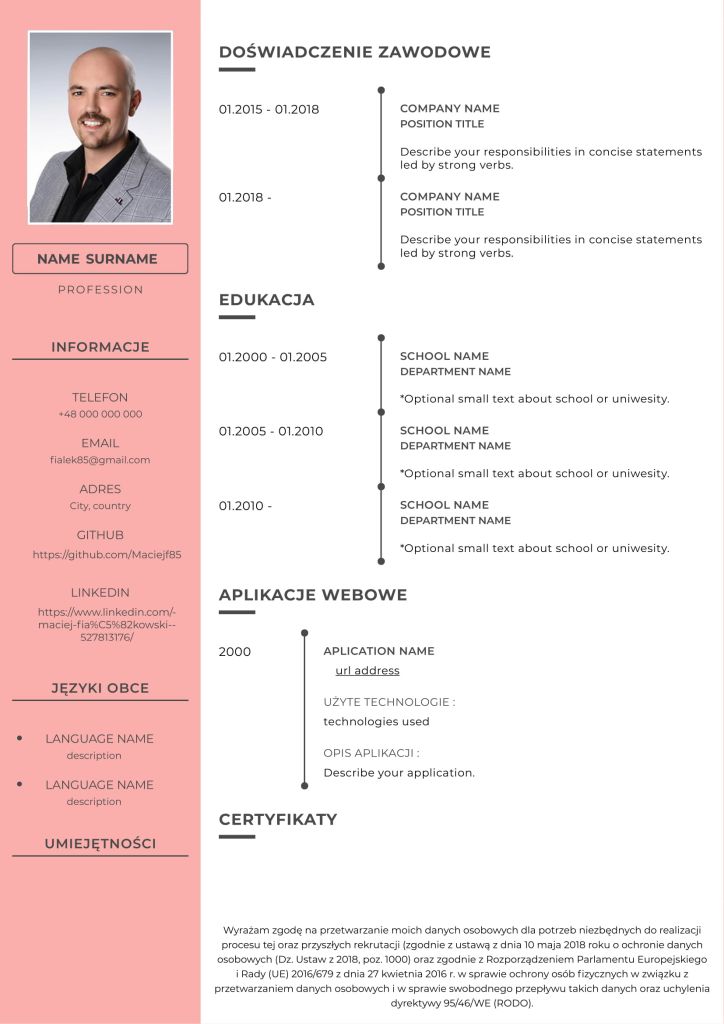 NAME SURNAME
PROFESSION
INFORMACJE
TELEFON
+48 000 000 000
EMAIL
fialek85@gmail.com
ADRES
City, country
GITHUB
https://github.com/Maciejf85
LINKEDIN
https://www.linkedin.com/-
maciej-fia%C5%82kowski--
527813176/
JĘZYKI OBCE
LANGUAGE NAME
description
LANGUAGE NAME
description
UMIEJĘTNOŚCI
DOŚWIADCZENIE ZAWODOWE
01.2015 - 01.2018
COMPANY NAME
POSITION TITLE
Describe your responsibilities in concise statements
led by strong verbs.
01.2018 -
COMPANY NAME
POSITION TITLE
Describe your responsibilities in concise statements
led by strong verbs.
EDUKACJA
01.2000 - 01.2005
SCHOOL NAME
DEPARTMENT NAME
*Optional small text about school or uniwesity.
01.2005 - 01.2010
SCHOOL NAME
DEPARTMENT NAME
*Optional small text about school or uniwesity.
01.2010 -
SCHOOL NAME
DEPARTMENT NAME
*Optional small text about school or uniwesity.
APLIKACJE WEBOWE
2000
APLICATION NAME
url address
UŻYTE TECHNOLOGIE :
technologies used
OPIS APLIKACJI :
Describe your application.
CERTYFIKATY
Wyrażam zgodę na przetwarzanie moich danych osobowych dla potrzeb niezbędnych do realizacji
procesu tej oraz przyszłych rekrutacji (zgodnie z ustawą z dnia 10 maja 2018 roku o ochronie danych
osobowych (Dz. Ustaw z 2018, poz. 1000) oraz zgodnie z Rozporządzeniem Parlamentu Europejskiego
i Rady (UE) 2016/679 z dnia 27 kwietnia 2016 r. w sprawie ochrony osób fizycznych w związku z
przetwarzaniem danych osobowych i w sprawie swobodnego przepływu takich danych oraz uchylenia
dyrektywy 95/46/WE (RODO).